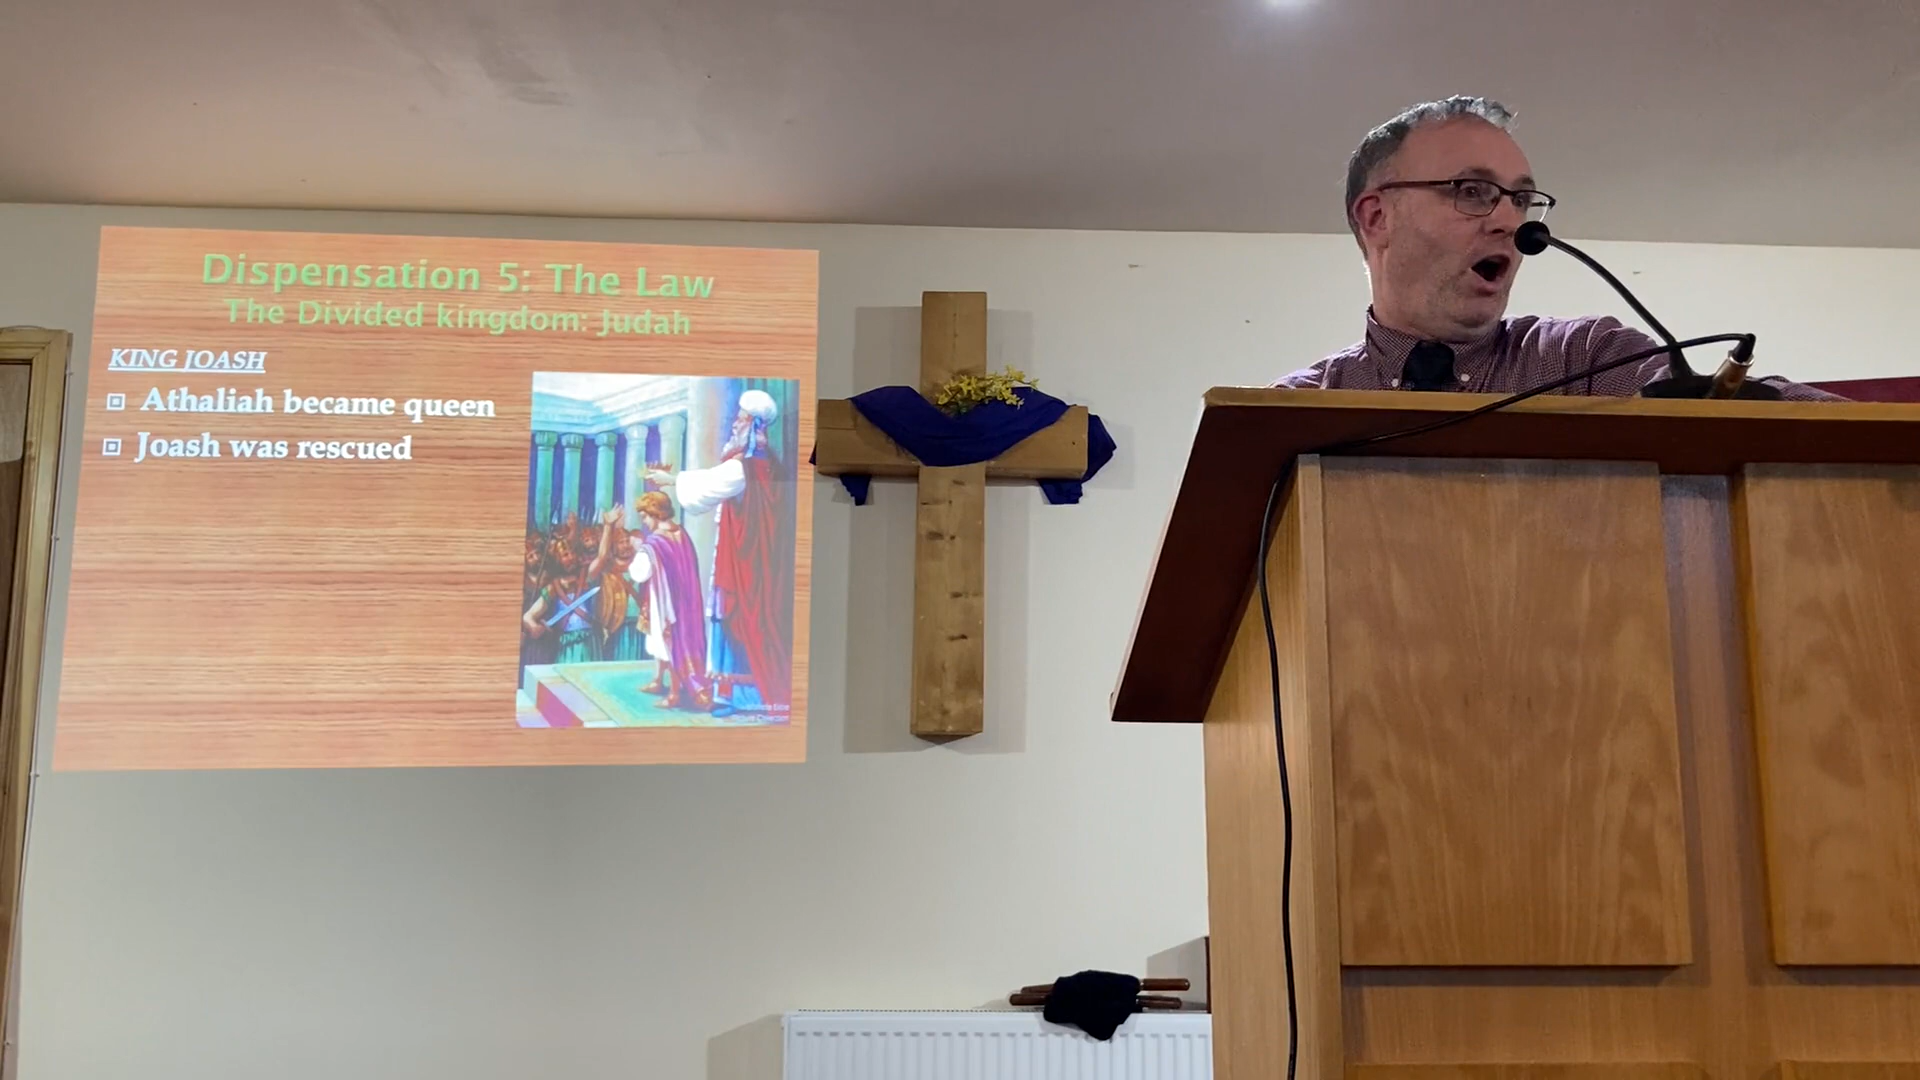 Dispensation 5: The Law
The Divided kingdom: Judah
KING JOASH
Athaliah became queen
Joash was rescued